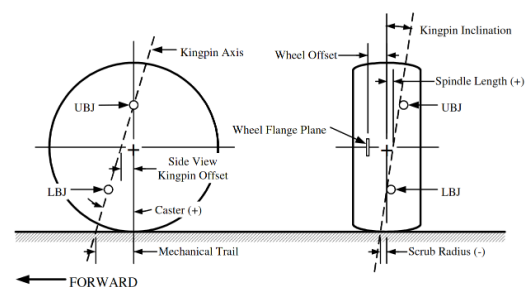 Kingpin Axis
UBJ
LBJ
Side View
Kingpin Offset
Caster (+)
Mechanical Trail
FORWARD
Kingpin Inclination
Wheel Offset
Spindle Length (+)
UBJ
Wheel Flange Plane
LBJ
Scrub Radius (-)